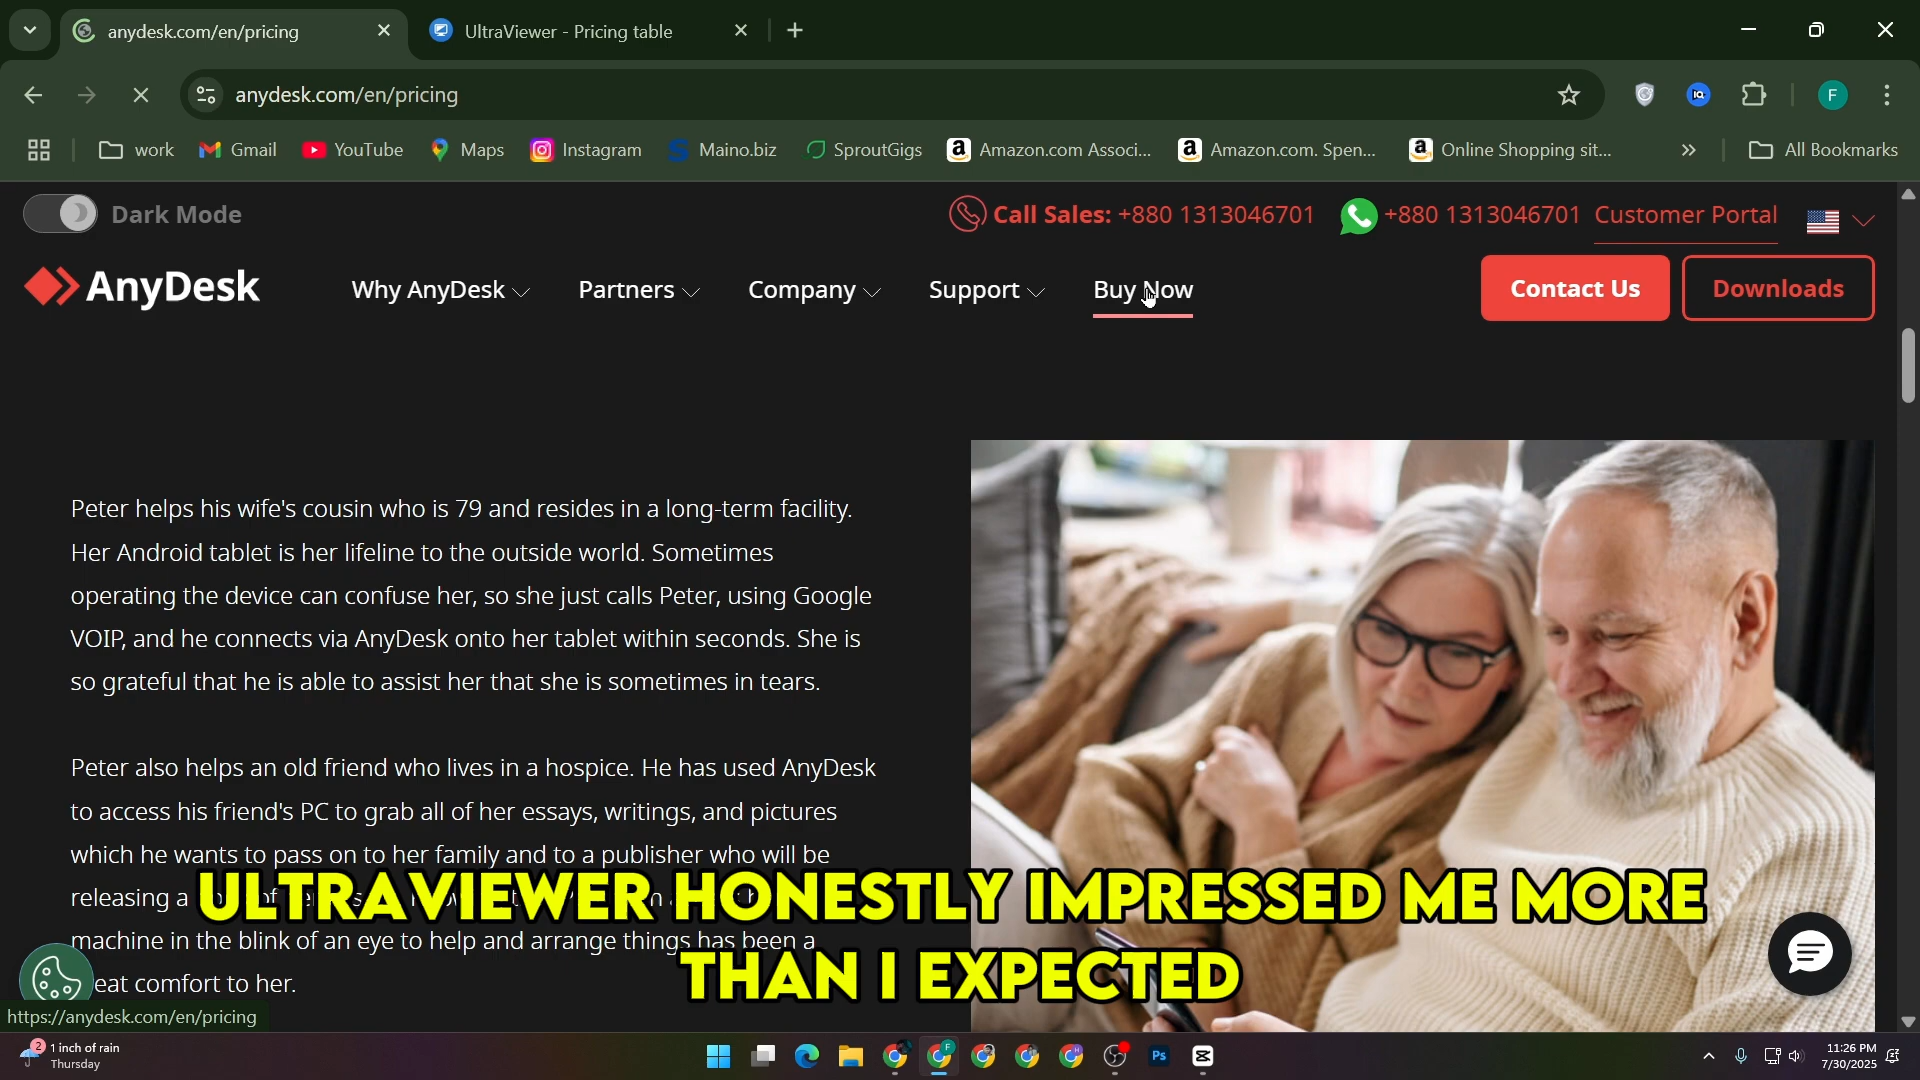 anydesk.com/en/pricing
UltraViewer - Pricing table
anydesk.com/en/pricing
F
work
Gmail
YouTube
Maps
Instagram
Maino.biz
SproutGigs
Amazon.com Associ...
Amazon.com. Spen...
Online Shopping sit...
All Bookmarks
Dark Mode
Call Sales: +880 1313046701
+880 1313046701
Customer Portal
AnyDesk
Why AnyDesk
Partners
Company
Support
Buy Now
Contact Us
Downloads
Peter helps his wife's cousin who is 79 and resides in a long-term facility.
Her Android tablet is her lifeline to the outside world. Sometimes
operating the device can confuse her, so she just calls Peter, using Google
VOIP, and he connects via AnyDesk onto her tablet within seconds. She is
so grateful that he is able to assist her that she is sometimes in tears.
Peter also helps an old friend who lives in a hospice. He has used AnyDesk
to access his friend's PC to grab all of her essays, writings, and pictures
which he wants to pass on to her family and to a publisher who will be
releasing a
ULTRAVIEWER HONESTLY IMPRESSED ME MORE
machine in the blink of an eye to help and arrange things has been a
THAN I EXPECTED
eat comfort to her.
https://anydesk.com/en/pricing
2
1 inch of rain
Thursday
F
Ps
11:26 PM
7/30/2025